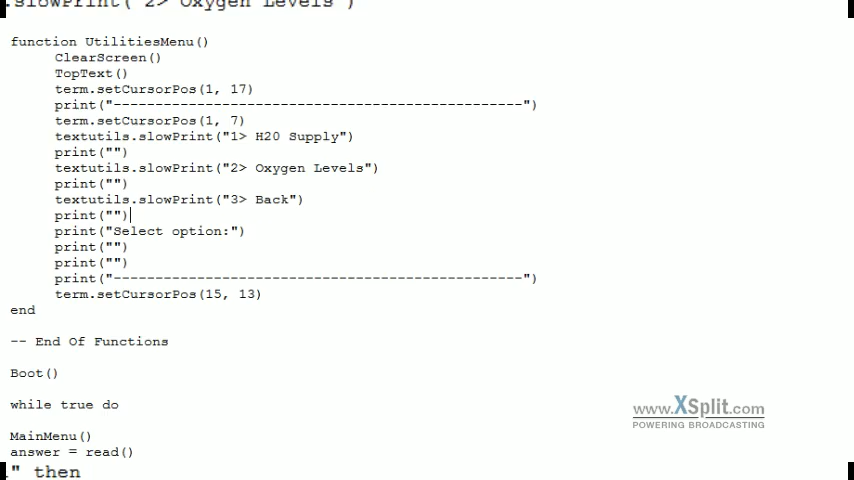 .slowPrint("2> Oxygen Levels")
function UtilitiesMenu()
ClearScreen()
TopText()
term.setCursorPos(1, 17)
print("-------------------------------------------------")
term.setCursorPos(1, 7)
textutils.slowPrint("1> H20 Supply")
print("")
textutils.slowPrint("2> Oxygen Levels")
print("")
textutils.slowPrint("3> Back")
print("")
print("Select option:")
print("")
print("")
print("-------------------------------------------------")
term.setCursorPos(15, 13)
end
-- End Of Functions
Boot()
while true do
MainMenu()
answer = read()
" then
www.XSplit.com
POWERING BROADCASTING